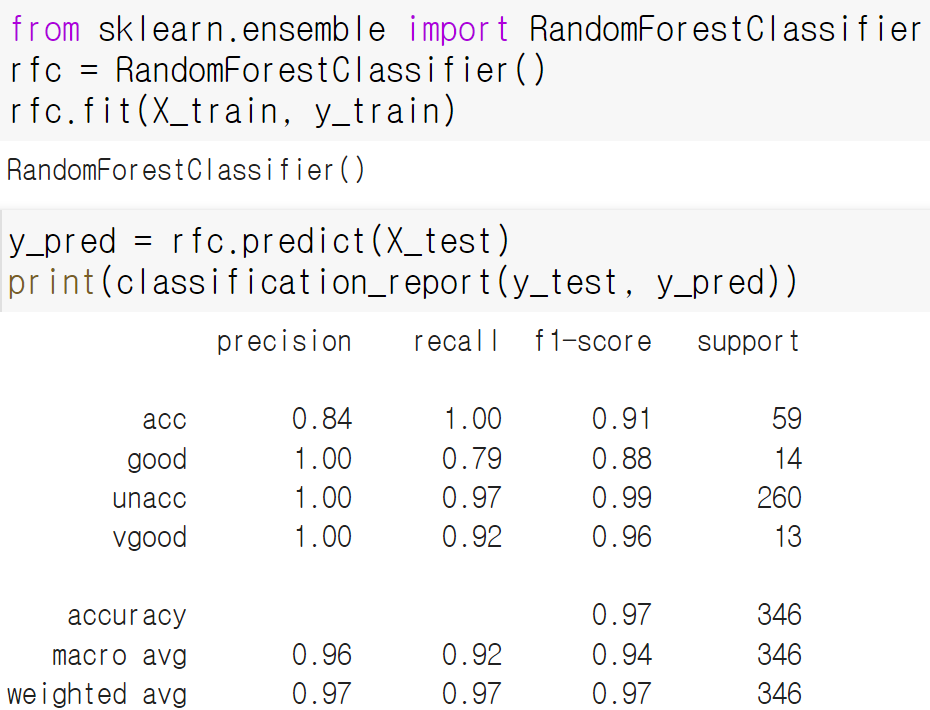 from sklearn.ensemble import RandomForestClassifier
rfc = RandomForestClassifier()
rfc.fit(X_train, y_train)
RandomForestClassifier()
y_pred = rfc.predict(X_test)
print(classification_report(y_test, y_pred))
precision recall f1-score support
acc 0.84 1.00 0.91 59
good 1.00 0.79 0.88 14
unacc 1.00 0.97 0.99 260
vgood 1.00 0.92 0.96 13
accuracy 0.97 346
macro avg 0.96 0.92 0.94 346
weighted avg 0.97 0.97 0.97 346